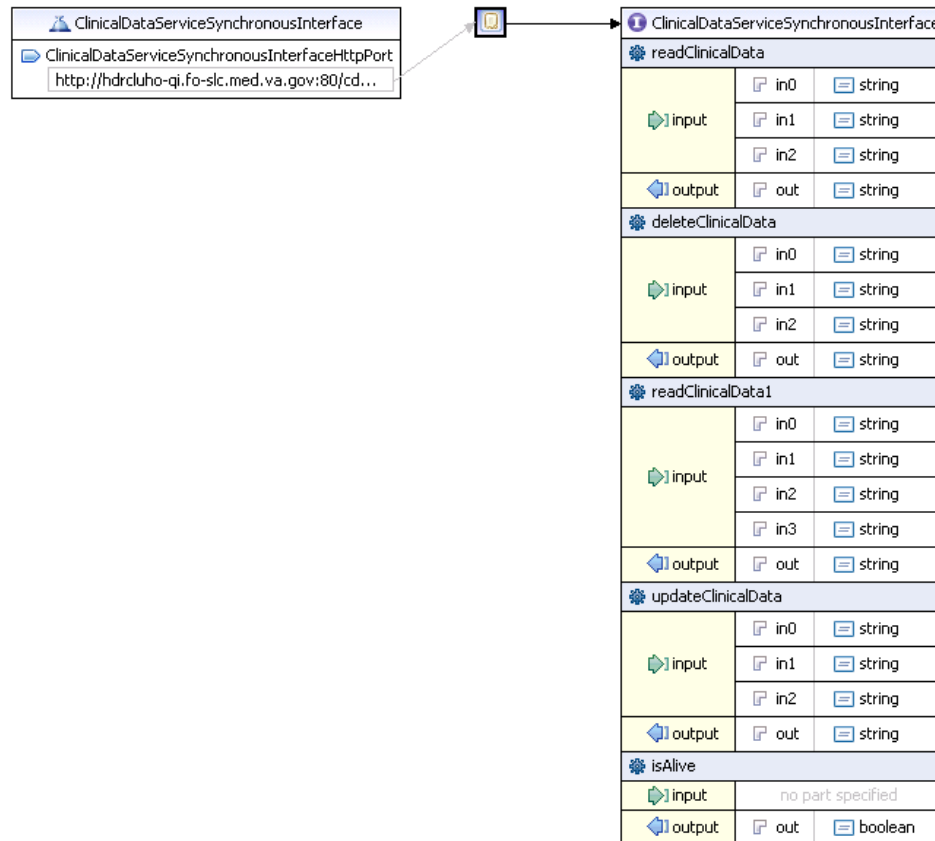 ClinicalDataServiceSynchronousInterface
ClinicalDataServiceSynchronousInterfaceHttpPort
http://hdrcluho-qi.fo-slc.med.va.gov:80/cd...
ClinicalDataServiceSynchronousInterface
readClinicalData
input
in0 string
in1 string
in2 string
output out string
deleteClinicalData
input
in0 string
in1 string
in2 string
output out string
readClinicalData1
input
in0 string
in1 string
in2 string
in3 string
output out string
updateClinicalData
input
in0 string
in1 string
in2 string
output out string
isAlive
input no part specified
output out boolean